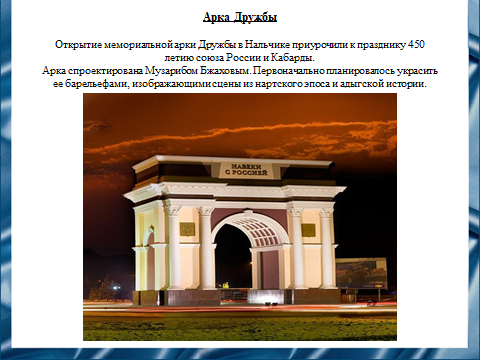 Арка Дружбы
Открытие мемориальной арки Дружбы в Нальчике приурочили к празднику 450
летию союза России и Кабарды.
Арка спроектирована Музарибом Бжаховым. Первоначально планировалось украсить
ее барельефами, изображающими сцены из нартского эпоса и адыгской истории.
НАВЕКИ
С РОССИЕЙ